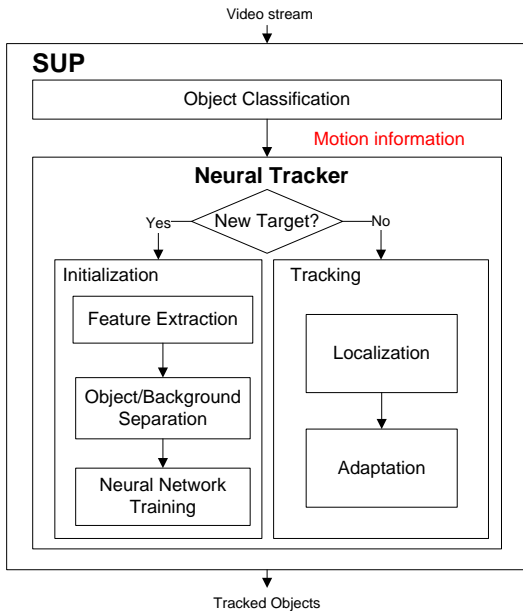 Video stream
SUP
Object Classification
Motion information
Neural Tracker
New Target?
Yes
No
Initialization
Feature Extraction
Object/Background
Separation
Neural Network
Training
Tracking
Localization
Adaptation
Tracked Objects